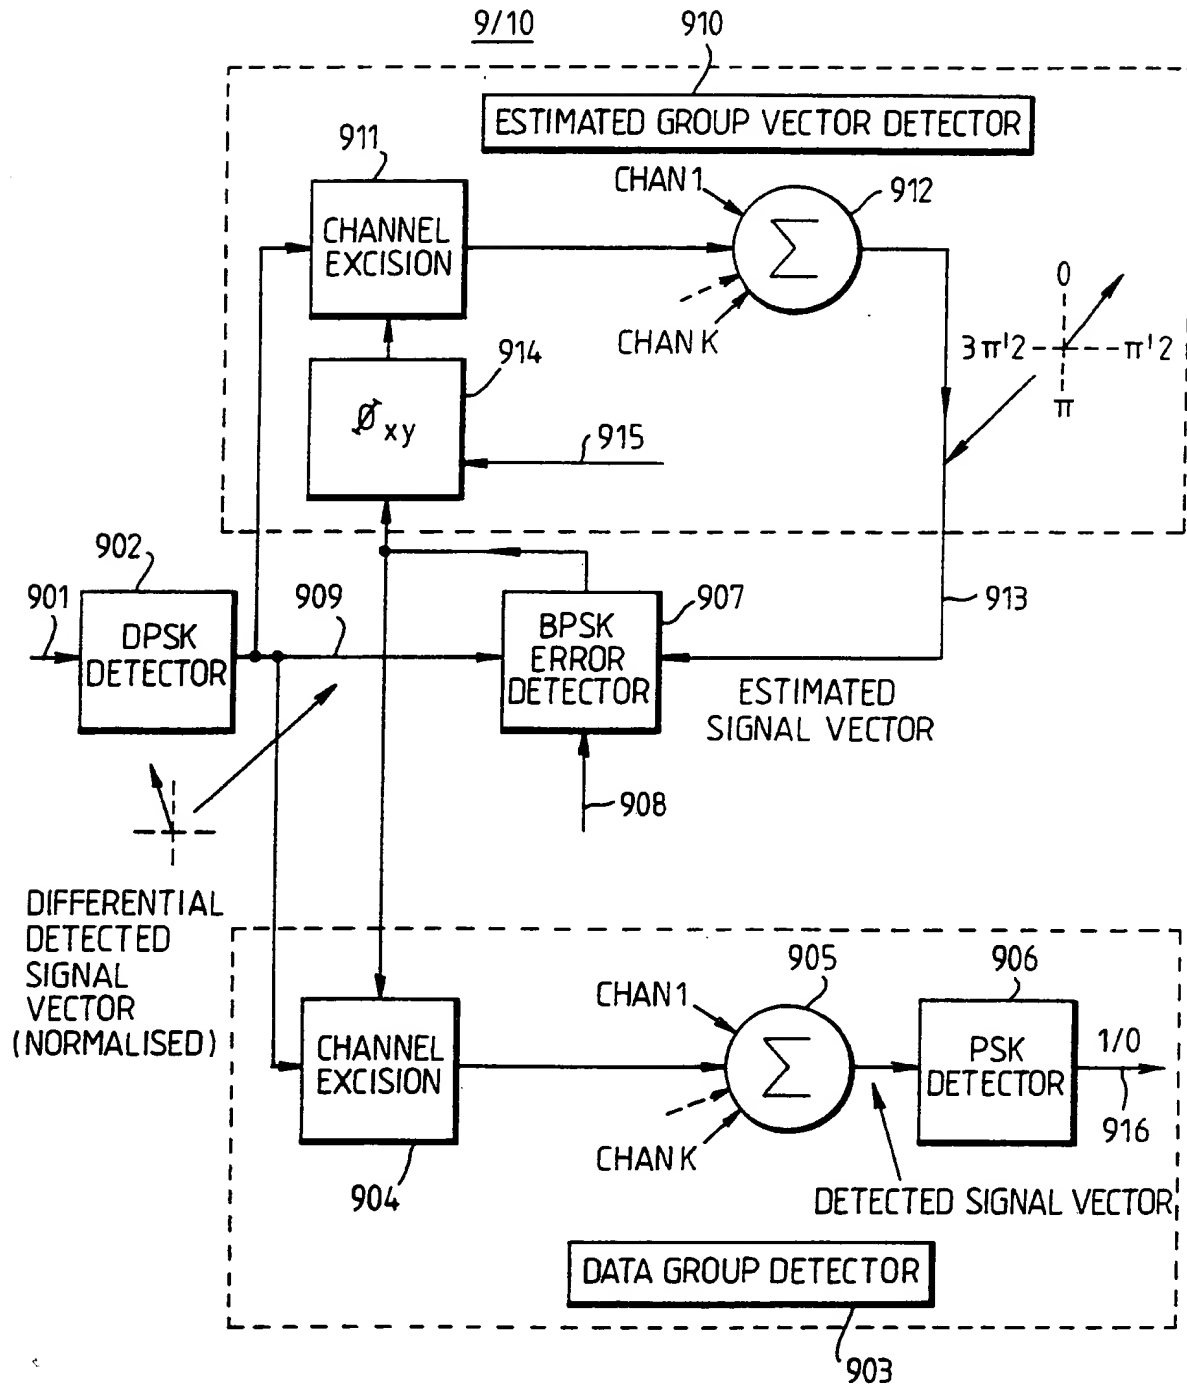 9/10
910
ESTIMATED GROUP VECTOR DETECTOR
911
CHANNEL
EXCISION
CHAN 1
912
Σ
CHAN K
0
3π'2
π'2
π
914
Φxy
915
902
901
DPSK
DETECTOR
909
BPSK
ERROR
DETECTOR
907
913
ESTIMATED
SIGNAL VECTOR
908
DIFFERENTIAL
DETECTED
SIGNAL
VECTOR
(NORMALISED)
CHANNEL
EXCISION
904
CHAN 1
905
Σ
CHAN K
906
PSK
DETECTOR
1/0
916
DETECTED SIGNAL VECTOR
DATA GROUP DETECTOR
903